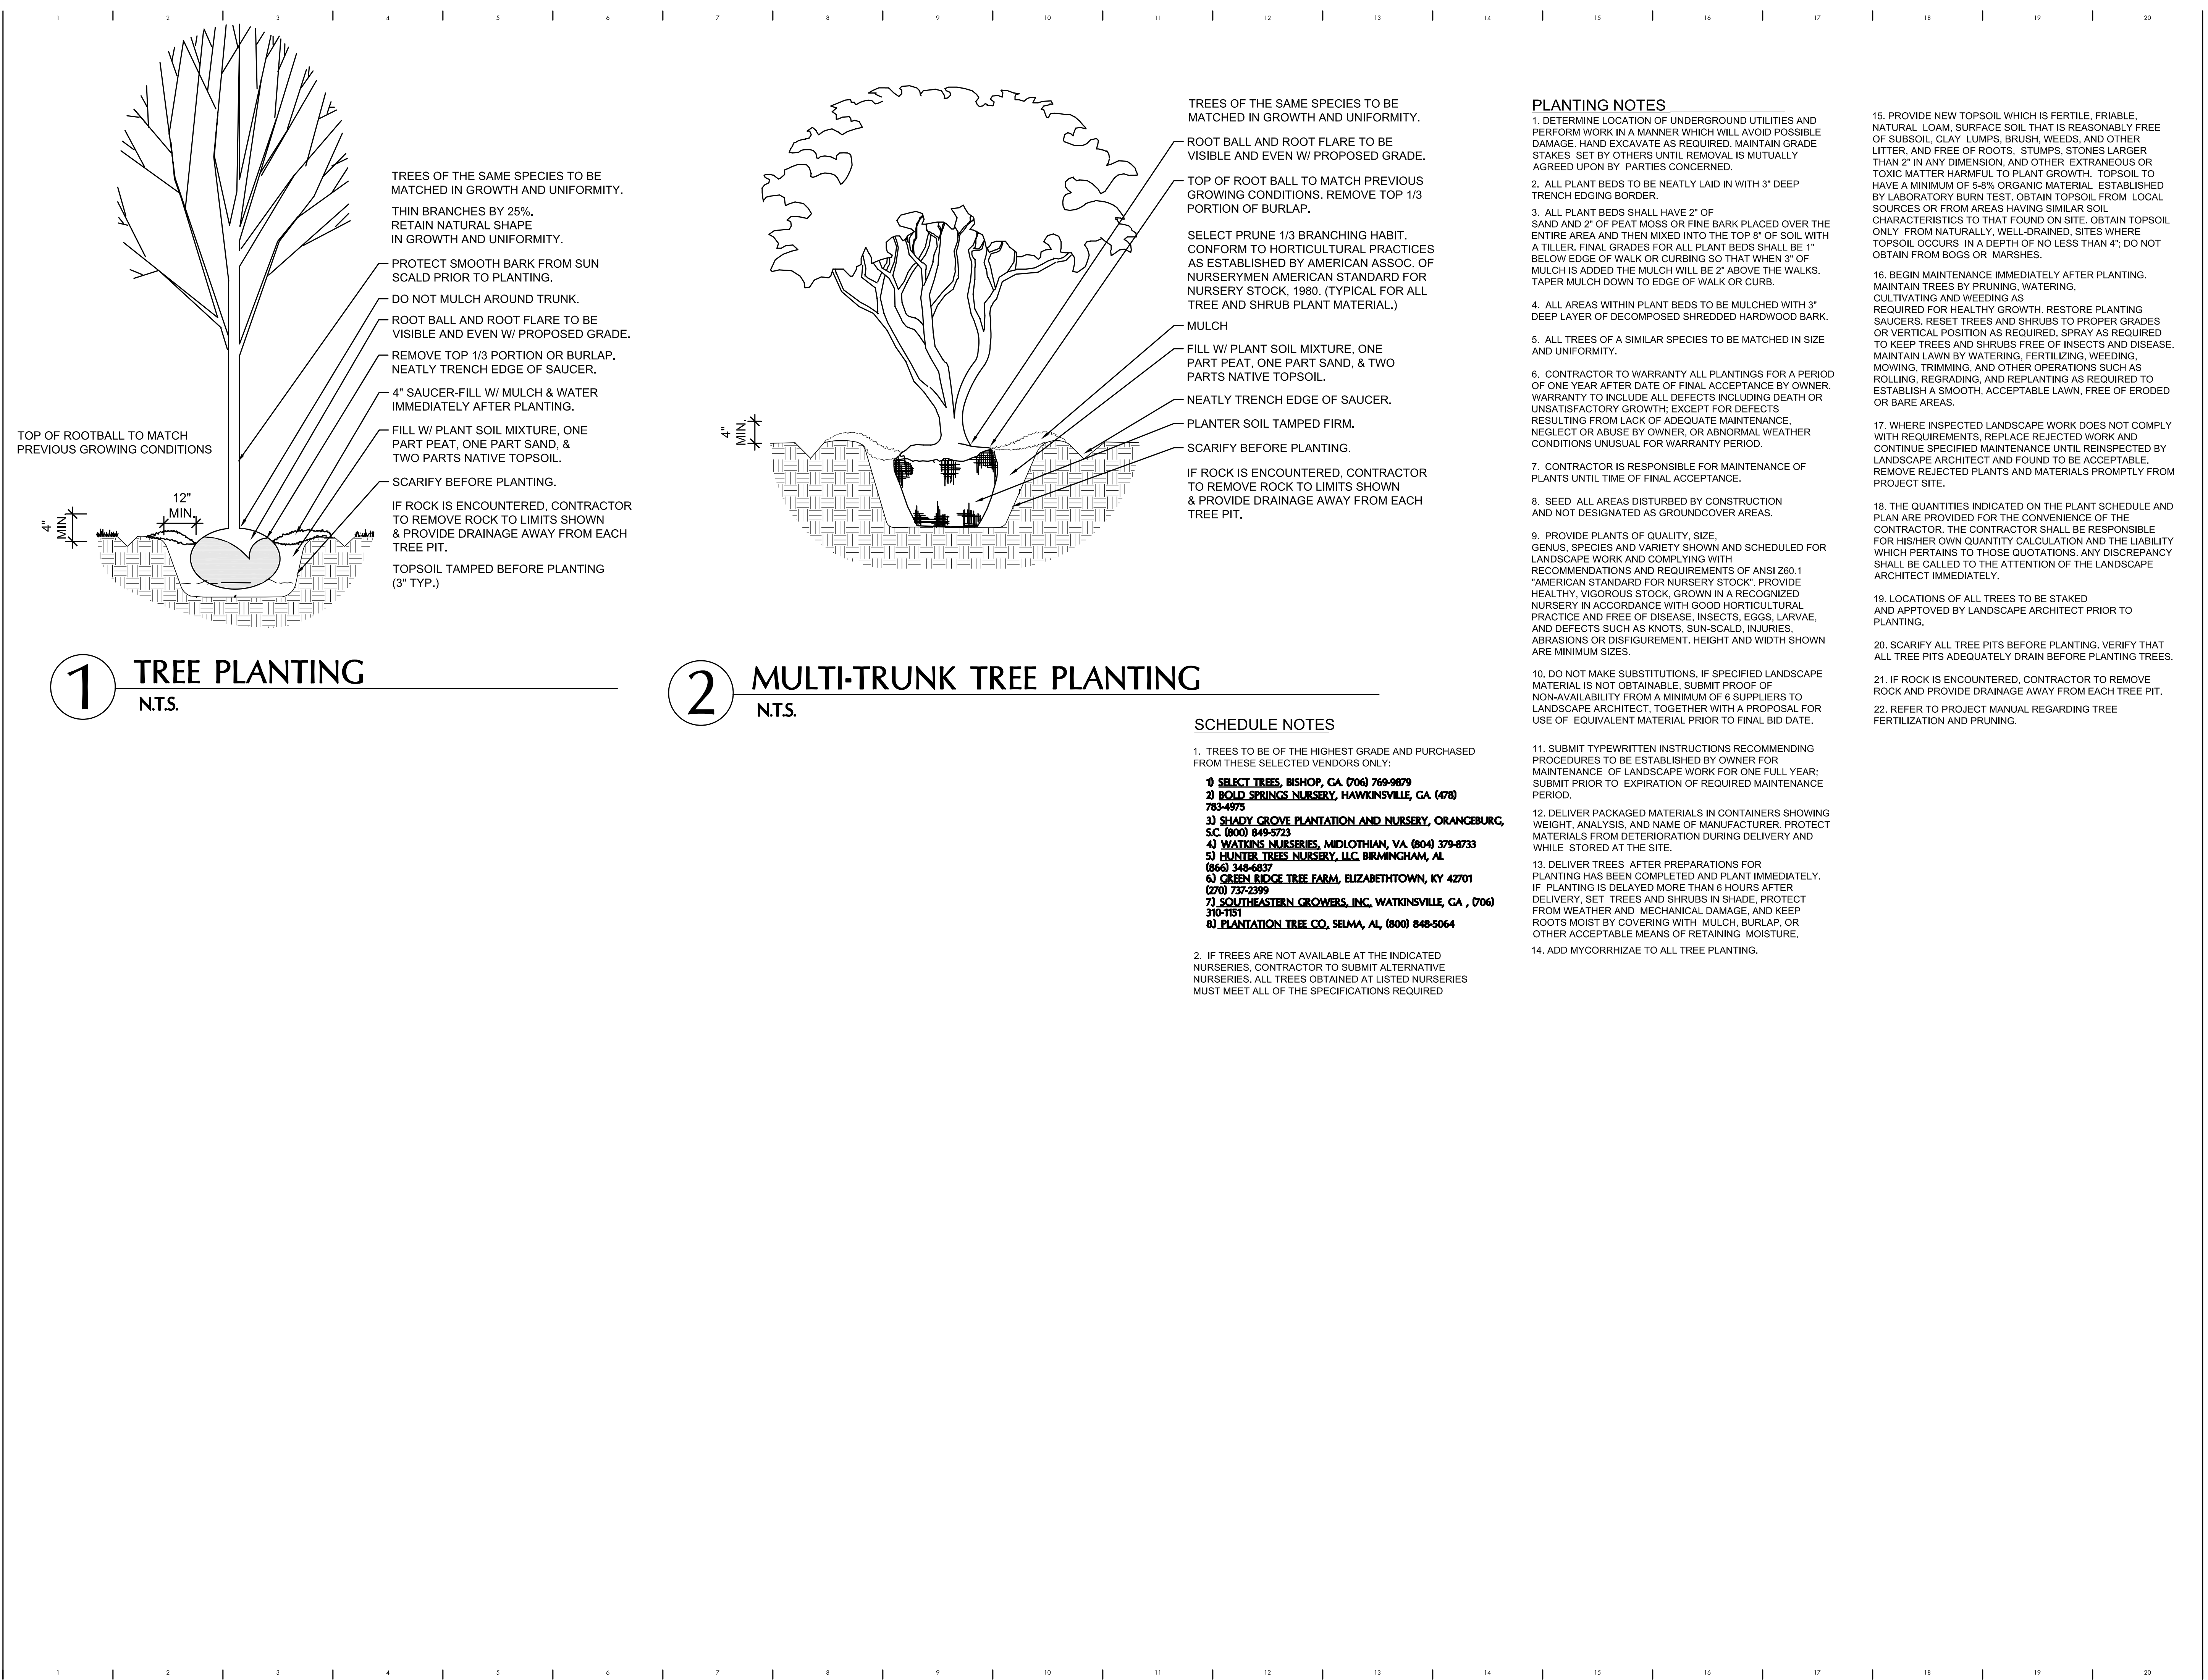 1 2 3 4 5 6 7 8 9 10 11 12 13 14 15 16 17 18 19 20
TREES OF THE SAME SPECIES TO BE
MATCHED IN GROWTH AND UNIFORMITY.
THIN BRANCHES BY 25%.
RETAIN NATURAL SHAPE
IN GROWTH AND UNIFORMITY.
PROTECT SMOOTH BARK FROM SUN
SCALD PRIOR TO PLANTING.
DO NOT MULCH AROUND TRUNK.
ROOT BALL AND ROOT FLARE TO BE
VISIBLE AND EVEN W/ PROPOSED GRADE.
REMOVE TOP 1/3 PORTION OR BURLAP.
NEATLY TRENCH EDGE OF SAUCER.
4" SAUCER-FILL W/ MULCH & WATER
IMMEDIATELY AFTER PLANTING.
FILL W/ PLANT SOIL MIXTURE, ONE
PART PEAT, ONE PART SAND, &
TWO PARTS NATIVE TOPSOIL.
SCARIFY BEFORE PLANTING.
IF ROCK IS ENCOUNTERED, CONTRACTOR
TO REMOVE ROCK TO LIMITS SHOWN
& PROVIDE DRAINAGE AWAY FROM EACH
TREE PIT.
TOPSOIL TAMPED BEFORE PLANTING
(3" TYP.)
TOP OF ROOTBALL TO MATCH
PREVIOUS GROWING CONDITIONS
12"
MIN.
4"
MIN.
1 TREE PLANTING
N.T.S.
TREES OF THE SAME SPECIES TO BE
MATCHED IN GROWTH AND UNIFORMITY.
ROOT BALL AND ROOT FLARE TO BE
VISIBLE AND EVEN W/ PROPOSED GRADE.
TOP OF ROOT BALL TO MATCH PREVIOUS
GROWING CONDITIONS. REMOVE TOP 1/3
PORTION OF BURLAP.
SELECT PRUNE 1/3 BRANCHING HABIT.
CONFORM TO HORTICULTURAL PRACTICES
AS ESTABLISHED BY AMERICAN ASSOC. OF
NURSERYMEN AMERICAN STANDARD FOR
NURSERY STOCK, 1980. (TYPICAL FOR ALL
TREE AND SHRUB PLANT MATERIAL.)
MULCH
FILL W/ PLANT SOIL MIXTURE, ONE
PART PEAT, ONE PART SAND, & TWO
PARTS NATIVE TOPSOIL.
NEATLY TRENCH EDGE OF SAUCER.
PLANTER SOIL TAMPED FIRM.
SCARIFY BEFORE PLANTING.
IF ROCK IS ENCOUNTERED, CONTRACTOR
TO REMOVE ROCK TO LIMITS SHOWN
& PROVIDE DRAINAGE AWAY FROM EACH
TREE PIT.
4"
MIN.
2 MULTI-TRUNK TREE PLANTING
N.T.S.
SCHEDULE NOTES
1. TREES TO BE OF THE HIGHEST GRADE AND PURCHASED
FROM THESE SELECTED VENDORS ONLY:
1) SELECT TREES, BISHOP, GA. (706) 769-9879
2) BOLD SPRINGS NURSERY, HAWKINSVILLE, GA. (478)
783-4975
3.) SHADY GROVE PLANTATION AND NURSERY, ORANGEBURG,
S.C. (800) 849-5723
4.) WATKINS NURSERIES, MIDLOTHIAN, VA. (804) 379-8733
5.) HUNTER TREES NURSERY, LLC. BIRMINGHAM, AL
(866) 348-6837
6.) GREEN RIDGE TREE FARM, ELIZABETHTOWN, KY 42701
(270) 737-2399
7.) SOUTHEASTERN GROWERS, INC, WATKINSVILLE, GA , (706)
310-1151
8.) PLANTATION TREE CO, SELMA, AL, (800) 848-5064
2. IF TREES ARE NOT AVAILABLE AT THE INDICATED
NURSERIES, CONTRACTOR TO SUBMIT ALTERNATIVE
NURSERIES. ALL TREES OBTAINED AT LISTED NURSERIES
MUST MEET ALL OF THE SPECIFICATIONS REQUIRED
PLANTING NOTES
1. DETERMINE LOCATION OF UNDERGROUND UTILITIES AND
PERFORM WORK IN A MANNER WHICH WILL AVOID POSSIBLE
DAMAGE. HAND EXCAVATE AS REQUIRED. MAINTAIN GRADE
STAKES SET BY OTHERS UNTIL REMOVAL IS MUTUALLY
AGREED UPON BY PARTIES CONCERNED.
2. ALL PLANT BEDS TO BE NEATLY LAID IN WITH 3" DEEP
TRENCH EDGING BORDER.
3. ALL PLANT BEDS SHALL HAVE 2" OF
SAND AND 2" OF PEAT MOSS OR FINE BARK PLACED OVER THE
ENTIRE AREA AND THEN MIXED INTO THE TOP 8" OF SOIL WITH
A TILLER. FINAL GRADES FOR ALL PLANT BEDS SHALL BE 1"
BELOW EDGE OF WALK OR CURBING SO THAT WHEN 3" OF
MULCH IS ADDED THE MULCH WILL BE 2" ABOVE THE WALKS.
TAPER MULCH DOWN TO EDGE OF WALK OR CURB.
4. ALL AREAS WITHIN PLANT BEDS TO BE MULCHED WITH 3"
DEEP LAYER OF DECOMPOSED SHREDDED HARDWOOD BARK.
5. ALL TREES OF A SIMILAR SPECIES TO BE MATCHED IN SIZE
AND UNIFORMITY.
6. CONTRACTOR TO WARRANTY ALL PLANTINGS FOR A PERIOD
OF ONE YEAR AFTER DATE OF FINAL ACCEPTANCE BY OWNER.
WARRANTY TO INCLUDE ALL DEFECTS INCLUDING DEATH OR
UNSATISFACTORY GROWTH; EXCEPT FOR DEFECTS
RESULTING FROM LACK OF ADEQUATE MAINTENANCE,
NEGLECT OR ABUSE BY OWNER, OR ABNORMAL WEATHER
CONDITIONS UNUSUAL FOR WARRANTY PERIOD.
7. CONTRACTOR IS RESPONSIBLE FOR MAINTENANCE OF
PLANTS UNTIL TIME OF FINAL ACCEPTANCE.
8. SEED ALL AREAS DISTURBED BY CONSTRUCTION
AND NOT DESIGNATED AS GROUNDCOVER AREAS.
9. PROVIDE PLANTS OF QUALITY, SIZE,
GENUS, SPECIES AND VARIETY SHOWN AND SCHEDULED FOR
LANDSCAPE WORK AND COMPLYING WITH
RECOMMENDATIONS AND REQUIREMENTS OF ANSI Z60.1
"AMERICAN STANDARD FOR NURSERY STOCK". PROVIDE
HEALTHY, VIGOROUS STOCK, GROWN IN A RECOGNIZED
NURSERY IN ACCORDANCE WITH GOOD HORTICULTURAL
PRACTICE AND FREE OF DISEASE, INSECTS, EGGS, LARVAE,
AND DEFECTS SUCH AS KNOTS, SUN-SCALD, INJURIES,
ABRASIONS OR DISFIGUREMENT. HEIGHT AND WIDTH SHOWN
ARE MINIMUM SIZES.
10. DO NOT MAKE SUBSTITUTIONS. IF SPECIFIED LANDSCAPE
MATERIAL IS NOT OBTAINABLE, SUBMIT PROOF OF
NON-AVAILABILITY FROM A MINIMUM OF 6 SUPPLIERS TO
LANDSCAPE ARCHITECT, TOGETHER WITH A PROPOSAL FOR
USE OF EQUIVALENT MATERIAL PRIOR TO FINAL BID DATE.
11. SUBMIT TYPEWRITTEN INSTRUCTIONS RECOMMENDING
PROCEDURES TO BE ESTABLISHED BY OWNER FOR
MAINTENANCE OF LANDSCAPE WORK FOR ONE FULL YEAR;
SUBMIT PRIOR TO EXPIRATION OF REQUIRED MAINTENANCE
PERIOD.
12. DELIVER PACKAGED MATERIALS IN CONTAINERS SHOWING
WEIGHT, ANALYSIS, AND NAME OF MANUFACTURER. PROTECT
MATERIALS FROM DETERIORATION DURING DELIVERY AND
WHILE STORED AT THE SITE.
13. DELIVER TREES AFTER PREPARATIONS FOR
PLANTING HAS BEEN COMPLETED AND PLANT IMMEDIATELY.
IF PLANTING IS DELAYED MORE THAN 6 HOURS AFTER
DELIVERY, SET TREES AND SHRUBS IN SHADE, PROTECT
FROM WEATHER AND MECHANICAL DAMAGE, AND KEEP
ROOTS MOIST BY COVERING WITH MULCH, BURLAP, OR
OTHER ACCEPTABLE MEANS OF RETAINING MOISTURE.
14. ADD MYCORRHIZAE TO ALL TREE PLANTING.
15. PROVIDE NEW TOPSOIL WHICH IS FERTILE, FRIABLE,
NATURAL LOAM, SURFACE SOIL THAT IS REASONABLY FREE
OF SUBSOIL, CLAY LUMPS, BRUSH, WEEDS, AND OTHER
LITTER, AND FREE OF ROOTS, STUMPS, STONES LARGER
THAN 2" IN ANY DIMENSION, AND OTHER EXTRANEOUS OR
TOXIC MATTER HARMFUL TO PLANT GROWTH. TOPSOIL TO
HAVE A MINIMUM OF 5-8% ORGANIC MATERIAL ESTABLISHED
BY LABORATORY BURN TEST. OBTAIN TOPSOIL FROM LOCAL
SOURCES OR FROM AREAS HAVING SIMILAR SOIL
CHARACTERISTICS TO THAT FOUND ON SITE. OBTAIN TOPSOIL
ONLY FROM NATURALLY, WELL-DRAINED, SITES WHERE
TOPSOIL OCCURS IN A DEPTH OF NO LESS THAN 4"; DO NOT
OBTAIN FROM BOGS OR MARSHES.
16. BEGIN MAINTENANCE IMMEDIATELY AFTER PLANTING.
MAINTAIN TREES BY PRUNING, WATERING,
CULTIVATING AND WEEDING AS
REQUIRED FOR HEALTHY GROWTH. RESTORE PLANTING
SAUCERS. RESET TREES AND SHRUBS TO PROPER GRADES
OR VERTICAL POSITION AS REQUIRED. SPRAY AS REQUIRED
TO KEEP TREES AND SHRUBS FREE OF INSECTS AND DISEASE.
MAINTAIN LAWN BY WATERING, FERTILIZING, WEEDING,
MOWING, TRIMMING, AND OTHER OPERATIONS SUCH AS
ROLLING, REGRADING, AND REPLANTING AS REQUIRED TO
ESTABLISH A SMOOTH, ACCEPTABLE LAWN, FREE OF ERODED
OR BARE AREAS.
17. WHERE INSPECTED LANDSCAPE WORK DOES NOT COMPLY
WITH REQUIREMENTS, REPLACE REJECTED WORK AND
CONTINUE SPECIFIED MAINTENANCE UNTIL REINSPECTED BY
LANDSCAPE ARCHITECT AND FOUND TO BE ACCEPTABLE.
REMOVE REJECTED PLANTS AND MATERIALS PROMPTLY FROM
PROJECT SITE.
18. THE QUANTITIES INDICATED ON THE PLANT SCHEDULE AND
PLAN ARE PROVIDED FOR THE CONVENIENCE OF THE
CONTRACTOR. THE CONTRACTOR SHALL BE RESPONSIBLE
FOR HIS/HER OWN QUANTITY CALCULATION AND THE LIABILITY
WHICH PERTAINS TO THOSE QUOTATIONS. ANY DISCREPANCY
SHALL BE CALLED TO THE ATTENTION OF THE LANDSCAPE
ARCHITECT IMMEDIATELY.
19. LOCATIONS OF ALL TREES TO BE STAKED
AND APPTOVED BY LANDSCAPE ARCHITECT PRIOR TO
PLANTING.
20. SCARIFY ALL TREE PITS BEFORE PLANTING. VERIFY THAT
ALL TREE PITS ADEQUATELY DRAIN BEFORE PLANTING TREES.
21. IF ROCK IS ENCOUNTERED, CONTRACTOR TO REMOVE
ROCK AND PROVIDE DRAINAGE AWAY FROM EACH TREE PIT.
22. REFER TO PROJECT MANUAL REGARDING TREE
FERTILIZATION AND PRUNING.
1 2 3 4 5 6 7 8 9 10 11 12 13 14 15 16 17 18 19 20